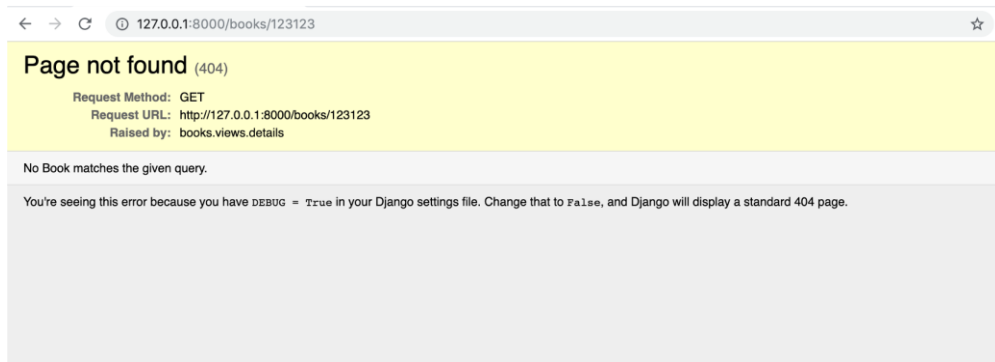 127.0.0.1:8000/books/123123
Page not found (404)
Request Method: GET
Request URL: http://127.0.0.1:8000/books/123123
Raised by: books.views.details
No Book matches the given query.
You're seeing this error because you have DEBUG = True in your Django settings file. Change that to False, and Django will display a standard 404 page.